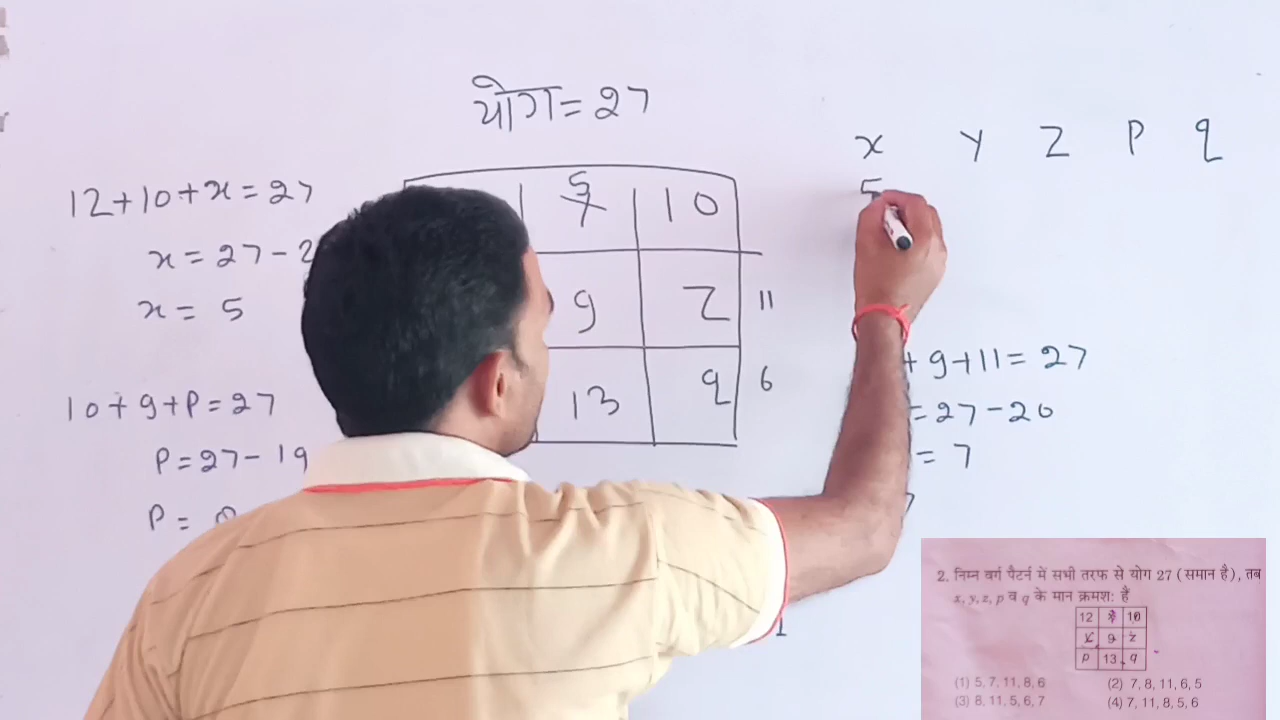 योग = 27
x y z p q
5
12+10+x=27
x = 27-2
x = 5
10+9+p=27
p=27-19
p =
5 x 10
9 z 11
13 q 6
+9+11=27
=27-20
= 7
2. निम्न वर्ग पैटर्न में सभी तरफ से योग 27 (समान है), तब
x, y, z, p व q के मान क्रमश: हैं
12 x 10
y 9 z
p 13 q
(1) 5, 7, 11, 8, 6 (2) 7, 8, 11, 6, 5
(3) 8, 11, 5, 6, 7 (4) 7, 11, 8, 5, 6